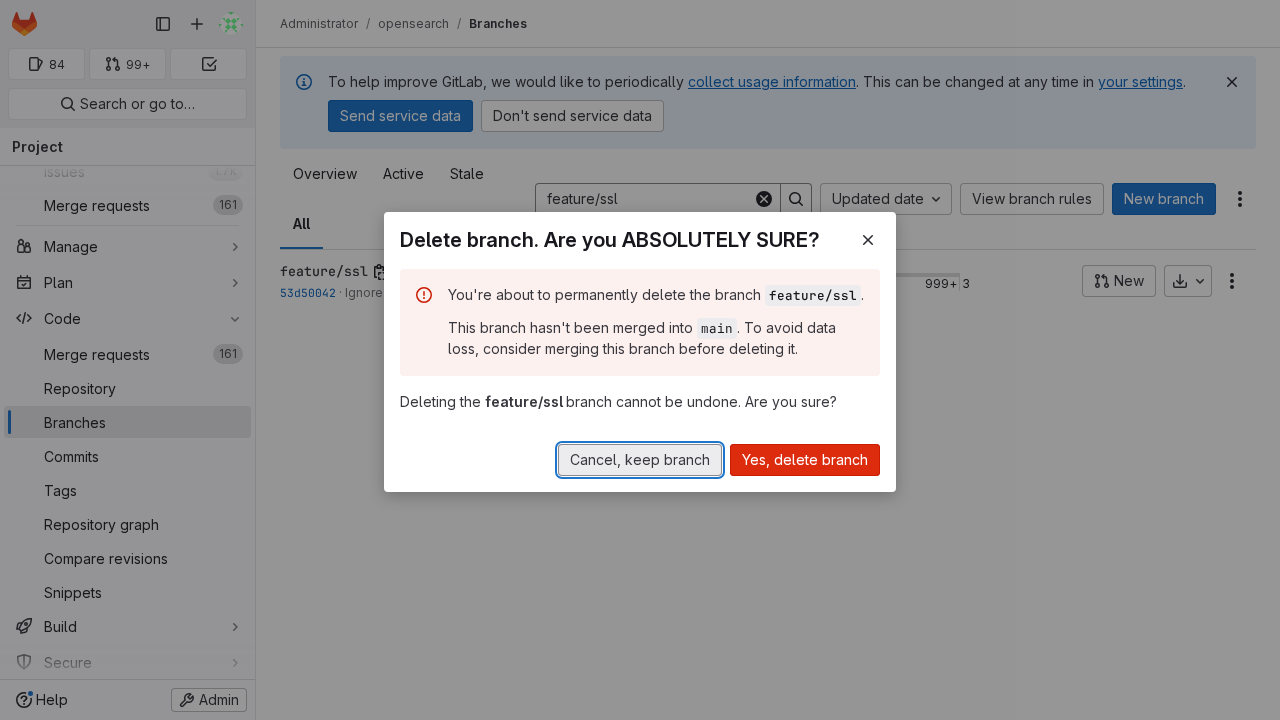 Administrator / opensearch / Branches
84
99+
Search or go to…
Project
Issues
Merge requests 161
Manage
Plan
Code
Merge requests 161
Repository
Branches
Commits
Tags
Repository graph
Compare revisions
Snippets
Build
Secure
Help
Admin
To help improve GitLab, we would like to periodically collect usage information. This can be changed at any time in your settings.
Send service data
Don't send service data
Overview
Active
Stale
All
feature/ssl
Updated date
View branch rules
New branch
feature/ssl
53d50042 · Ignore
999+ 3
New
Delete branch. Are you ABSOLUTELY SURE?
You're about to permanently delete the branch feature/ssl.
This branch hasn't been merged into main. To avoid data
loss, consider merging this branch before deleting it.
Deleting the feature/ssl branch cannot be undone. Are you sure?
Cancel, keep branch
Yes, delete branch